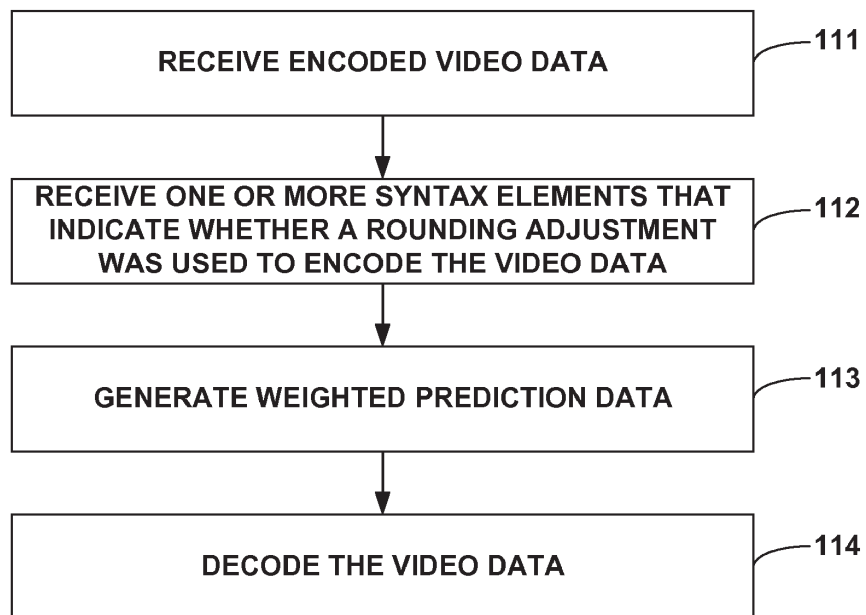 RECEIVE ENCODED VIDEO DATA
111
RECEIVE ONE OR MORE SYNTAX ELEMENTS THAT
INDICATE WHETHER A ROUNDING ADJUSTMENT
WAS USED TO ENCODE THE VIDEO DATA
112
GENERATE WEIGHTED PREDICTION DATA
113
DECODE THE VIDEO DATA
114